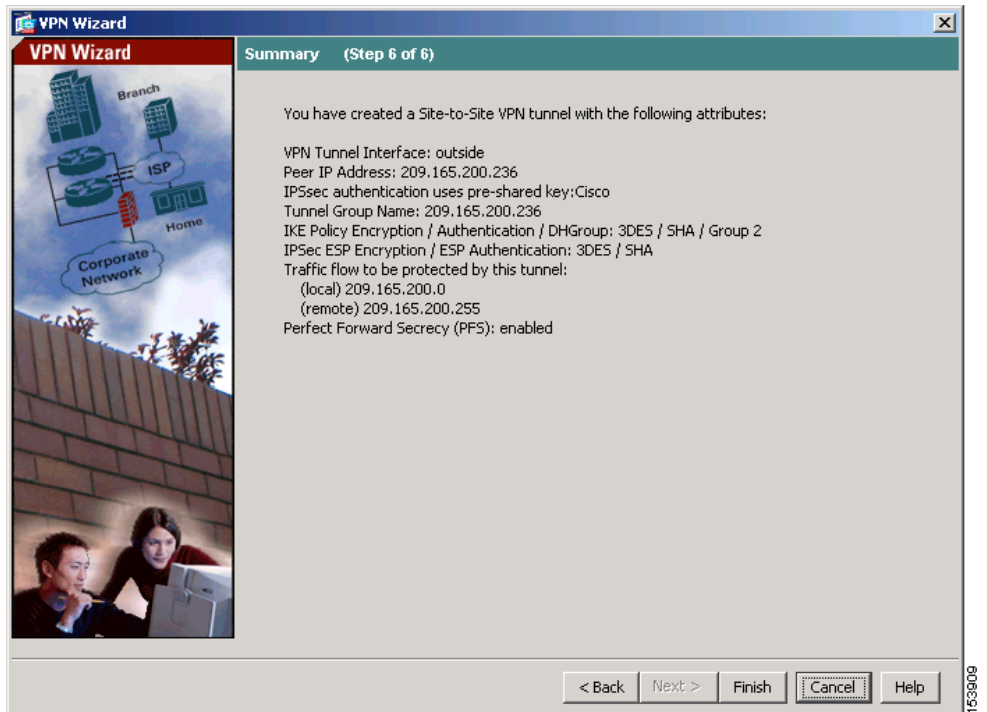 VPN Wizard
VPN Wizard
Summary (Step 6 of 6)
Branch
ISP
Home
Corporate
Network
You have created a Site-to-Site VPN tunnel with the following attributes:
VPN Tunnel Interface: outside
Peer IP Address: 209.165.200.236
IPSsec authentication uses pre-shared key:Cisco
Tunnel Group Name: 209.165.200.236
IKE Policy Encryption / Authentication / DHGroup: 3DES / SHA / Group 2
IPSec ESP Encryption / ESP Authentication: 3DES / SHA
Traffic flow to be protected by this tunnel:
(local) 209.165.200.0
(remote) 209.165.200.255
Perfect Forward Secrecy (PFS): enabled
< Back Next > Finish Cancel Help
153909